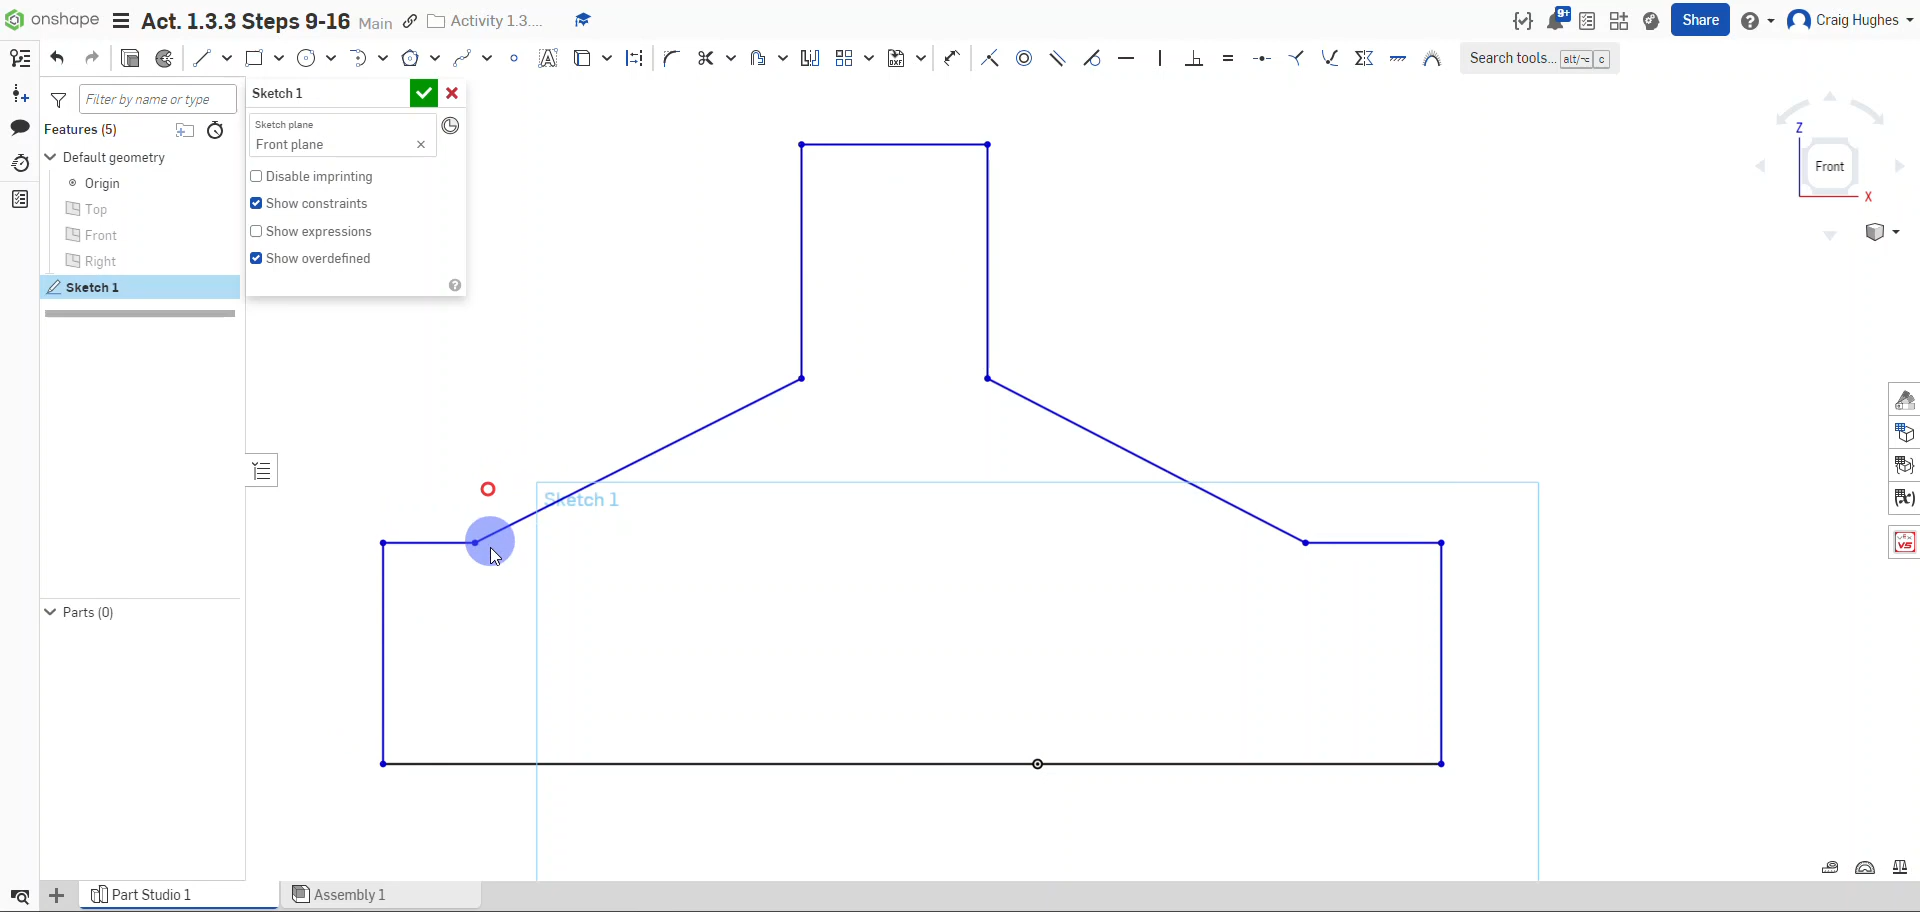 onshape Act. 1.3.3 Steps 9-16 Main Activity 1.3....
9+ Share Craig Hughes
Search tools... alt/⌥ c
Filter by name or type
Features (5)
Default geometry
Origin
Top
Front
Right
Sketch 1
Sketch 1
Sketch plane
Front plane
Disable imprinting
Show constraints
Show expressions
Show overdefined
Z
Front
X
Sketch 1
Parts (0)
Part Studio 1
Assembly 1